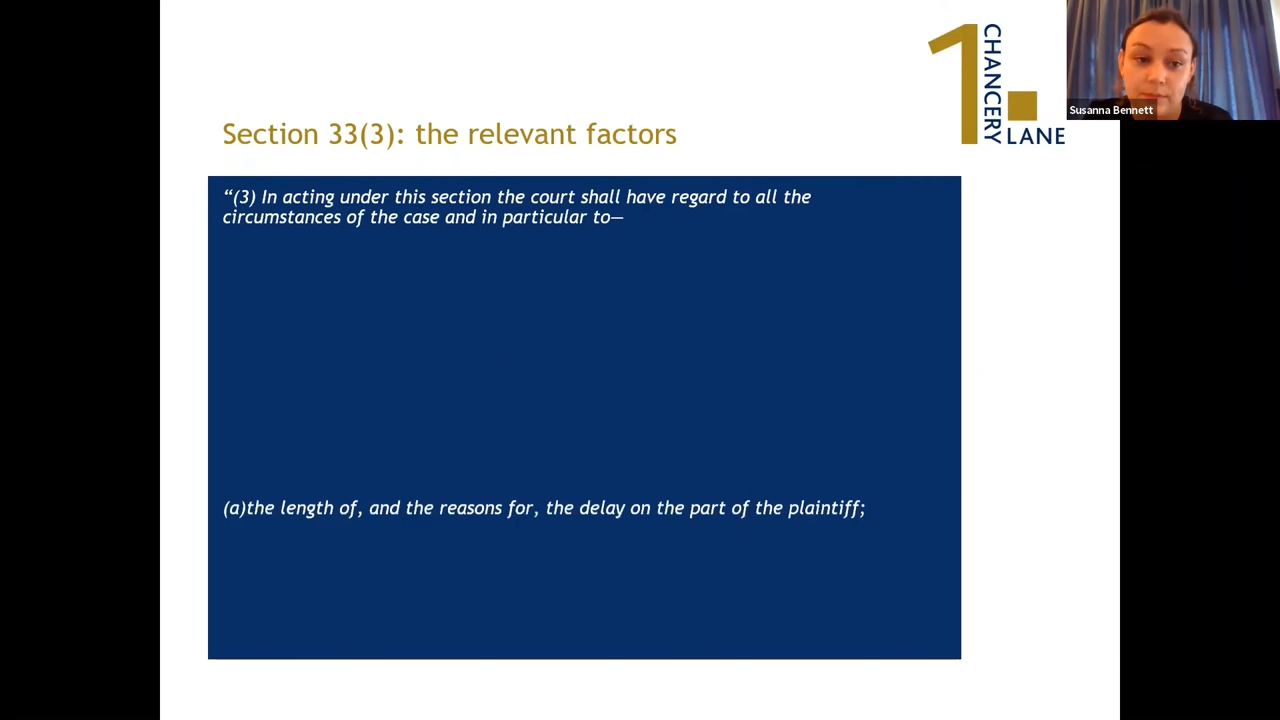 1
CHANCERY
LANE
Susanna Bennett
Section 33(3): the relevant factors
“(3) In acting under this section the court shall have regard to all the
circumstances of the case and in particular to—
(a)the length of, and the reasons for, the delay on the part of the plaintiff;